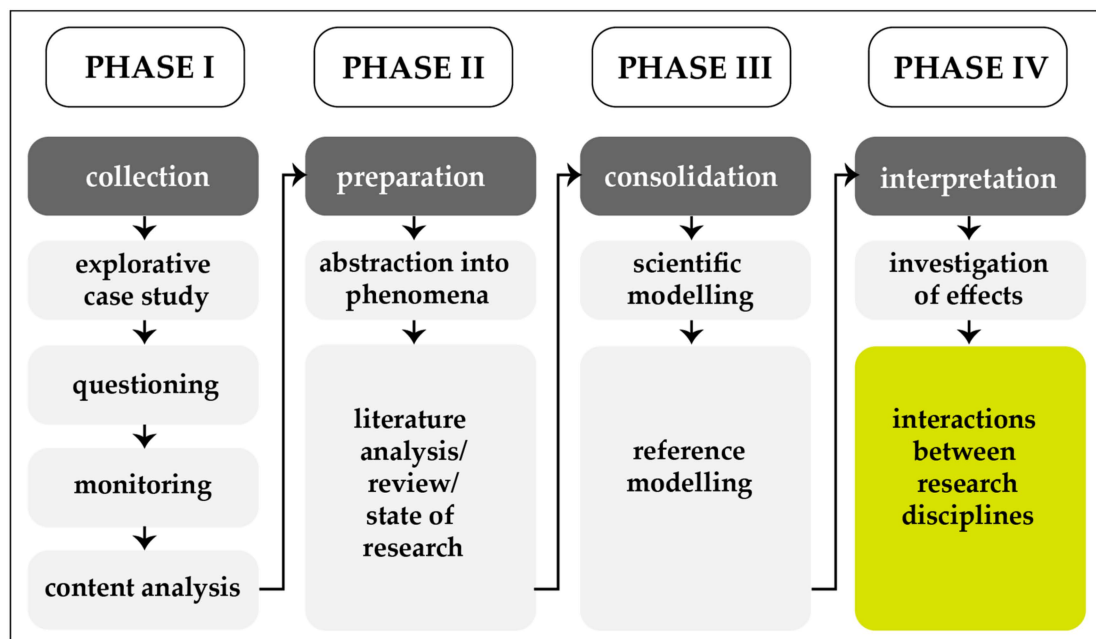 PHASE I
collection
explorative
case study
questioning
monitoring
content analysis
PHASE II
preparation
abstraction into
phenomena
literature
analysis/
review/
state of
research
PHASE III
consolidation
scientific
modelling
reference
modelling
PHASE IV
interpretation
investigation
of effects
interactions
between
research
disciplines